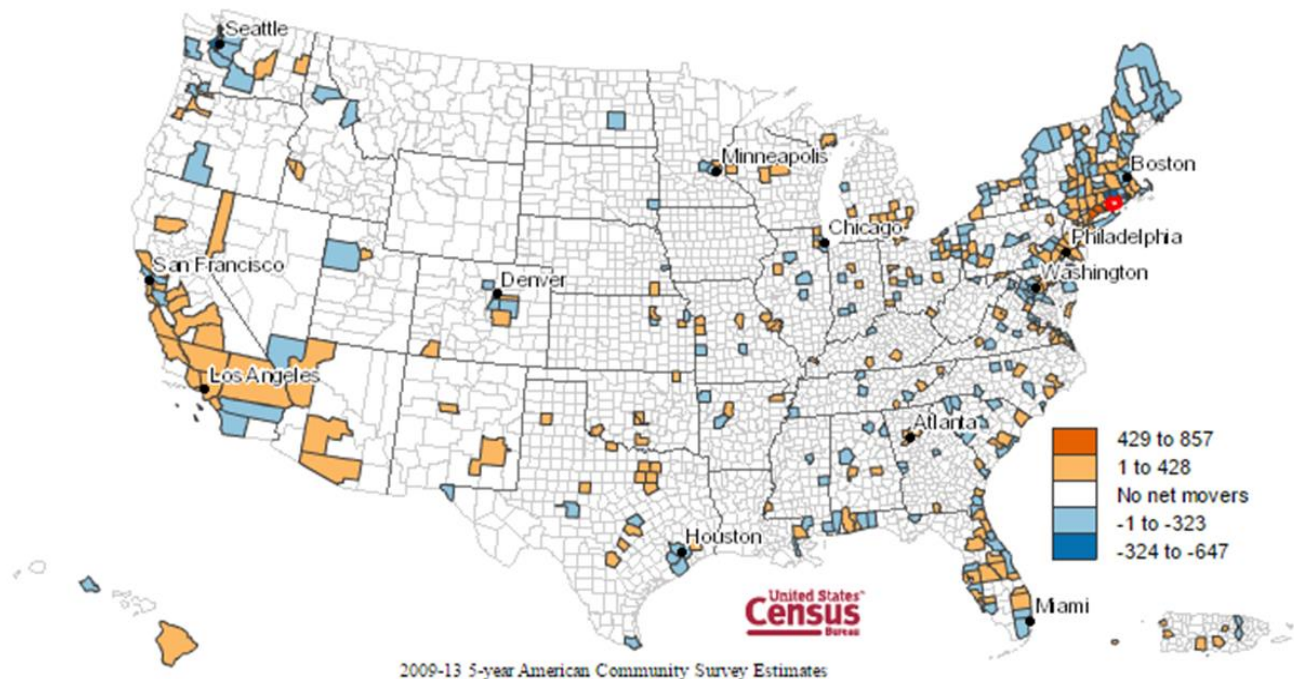 Seattle
Minneapolis
Boston
Chicago
Philadelphia
San Francisco
Denver
Washington
Los Angeles
Atlanta
429 to 857
1 to 428
No net movers
-1 to -323
-324 to -647
Houston
United States™
Census
Bureau
Miami
2009-13 5-year American Community Survey Estimates